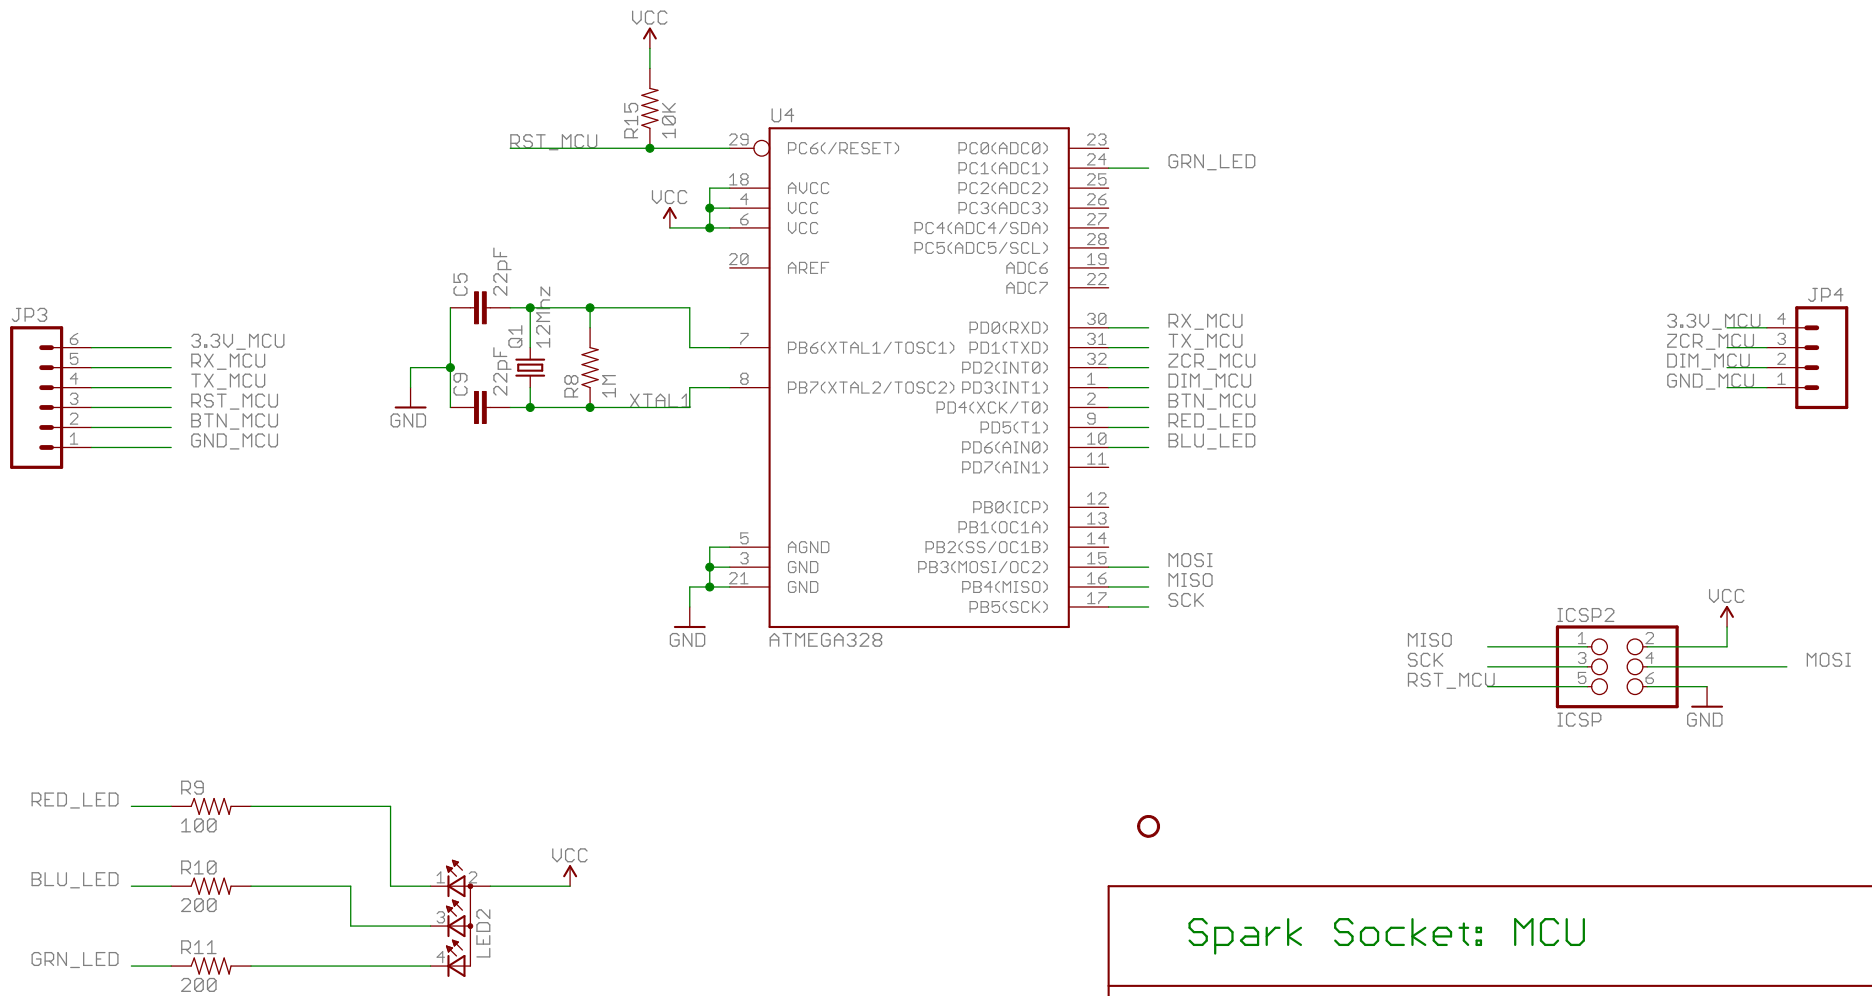 VCC
R15
10K
RST_MCU
U4
29 PC6(/RESET)
18 AVCC
4 VCC
6 VCC
VCC
20 AREF
7 PB6(XTAL1/TOSC1)
8 PB7(XTAL2/TOSC2)
5 AGND
3 GND
21 GND
GND
ATMEGA328
PC0(ADC0) 23
PC1(ADC1) 24 GRN_LED
PC2(ADC2) 25
PC3(ADC3) 26
PC4(ADC4/SDA) 27
PC5(ADC5/SCL) 28
ADC6 19
ADC7 22
PD0(RXD) 30 RX_MCU
PD1(TXD) 31 TX_MCU
PD2(INT0) 32 ZCR_MCU
PD3(INT1) 1 DIM_MCU
PD4(XCK/T0) 2 BTN_MCU
PD5(T1) 9 RED_LED
PD6(AIN0) 10 BLU_LED
PD7(AIN1) 11
PB0(ICP) 12
PB1(OC1A) 13
PB2(SS/OC1B) 14
PB3(MOSI/OC2) 15 MOSI
PB4(MISO) 16 MISO
PB5(SCK) 17 SCK
C5
22pF
Q1
12Mhz
C9
22pF
R8
1M
XTAL1
GND
JP3
6 3.3V_MCU
5 RX_MCU
4 TX_MCU
3 RST_MCU
2 BTN_MCU
1 GND_MCU
JP4
3.3V_MCU 4
ZCR_MCU 3
DIM_MCU 2
GND_MCU 1
VCC
ICSP2
MISO 1 2
SCK 3 4 MOSI
RST_MCU 5 6
ICSP
GND
RED_LED
R9
100
BLU_LED
R10
200
GRN_LED
R11
200
VCC
1 2
3
4
LED2
Spark Socket: MCU